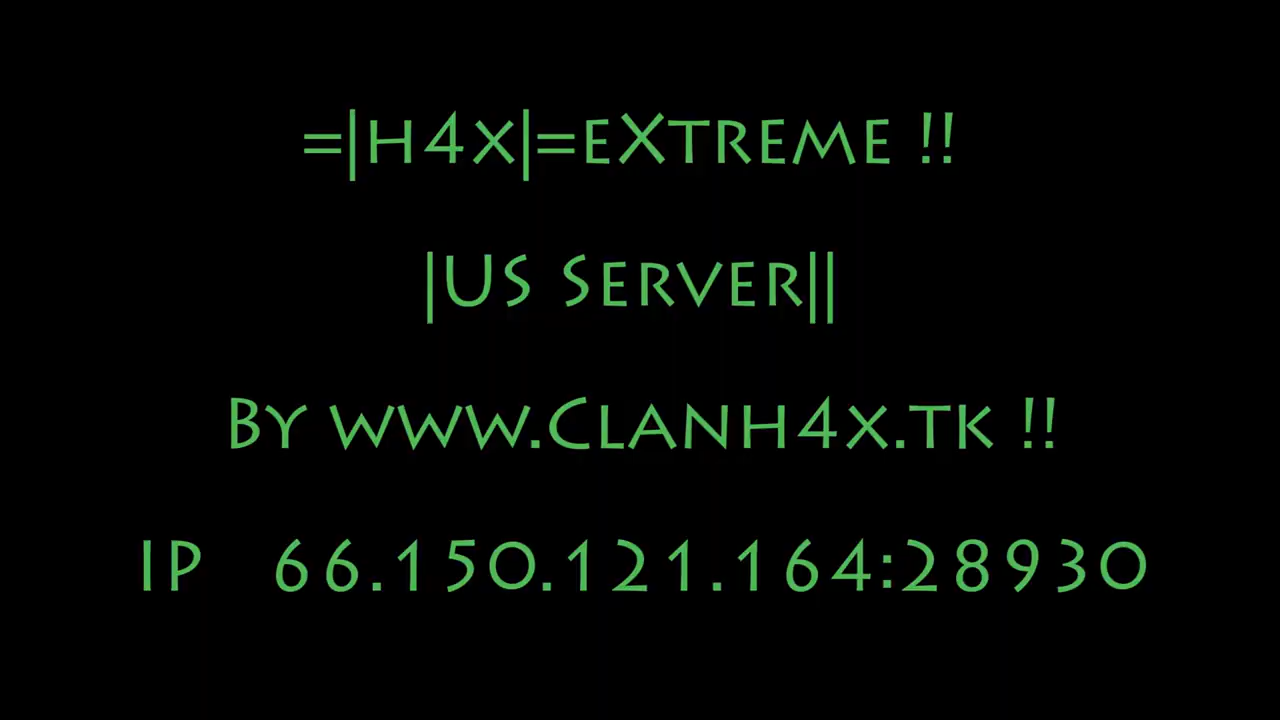 =|H4x|=eXtreme !!
|US Server||
By www.Clanh4x.tk !!
IP 66.150.121.164:28930